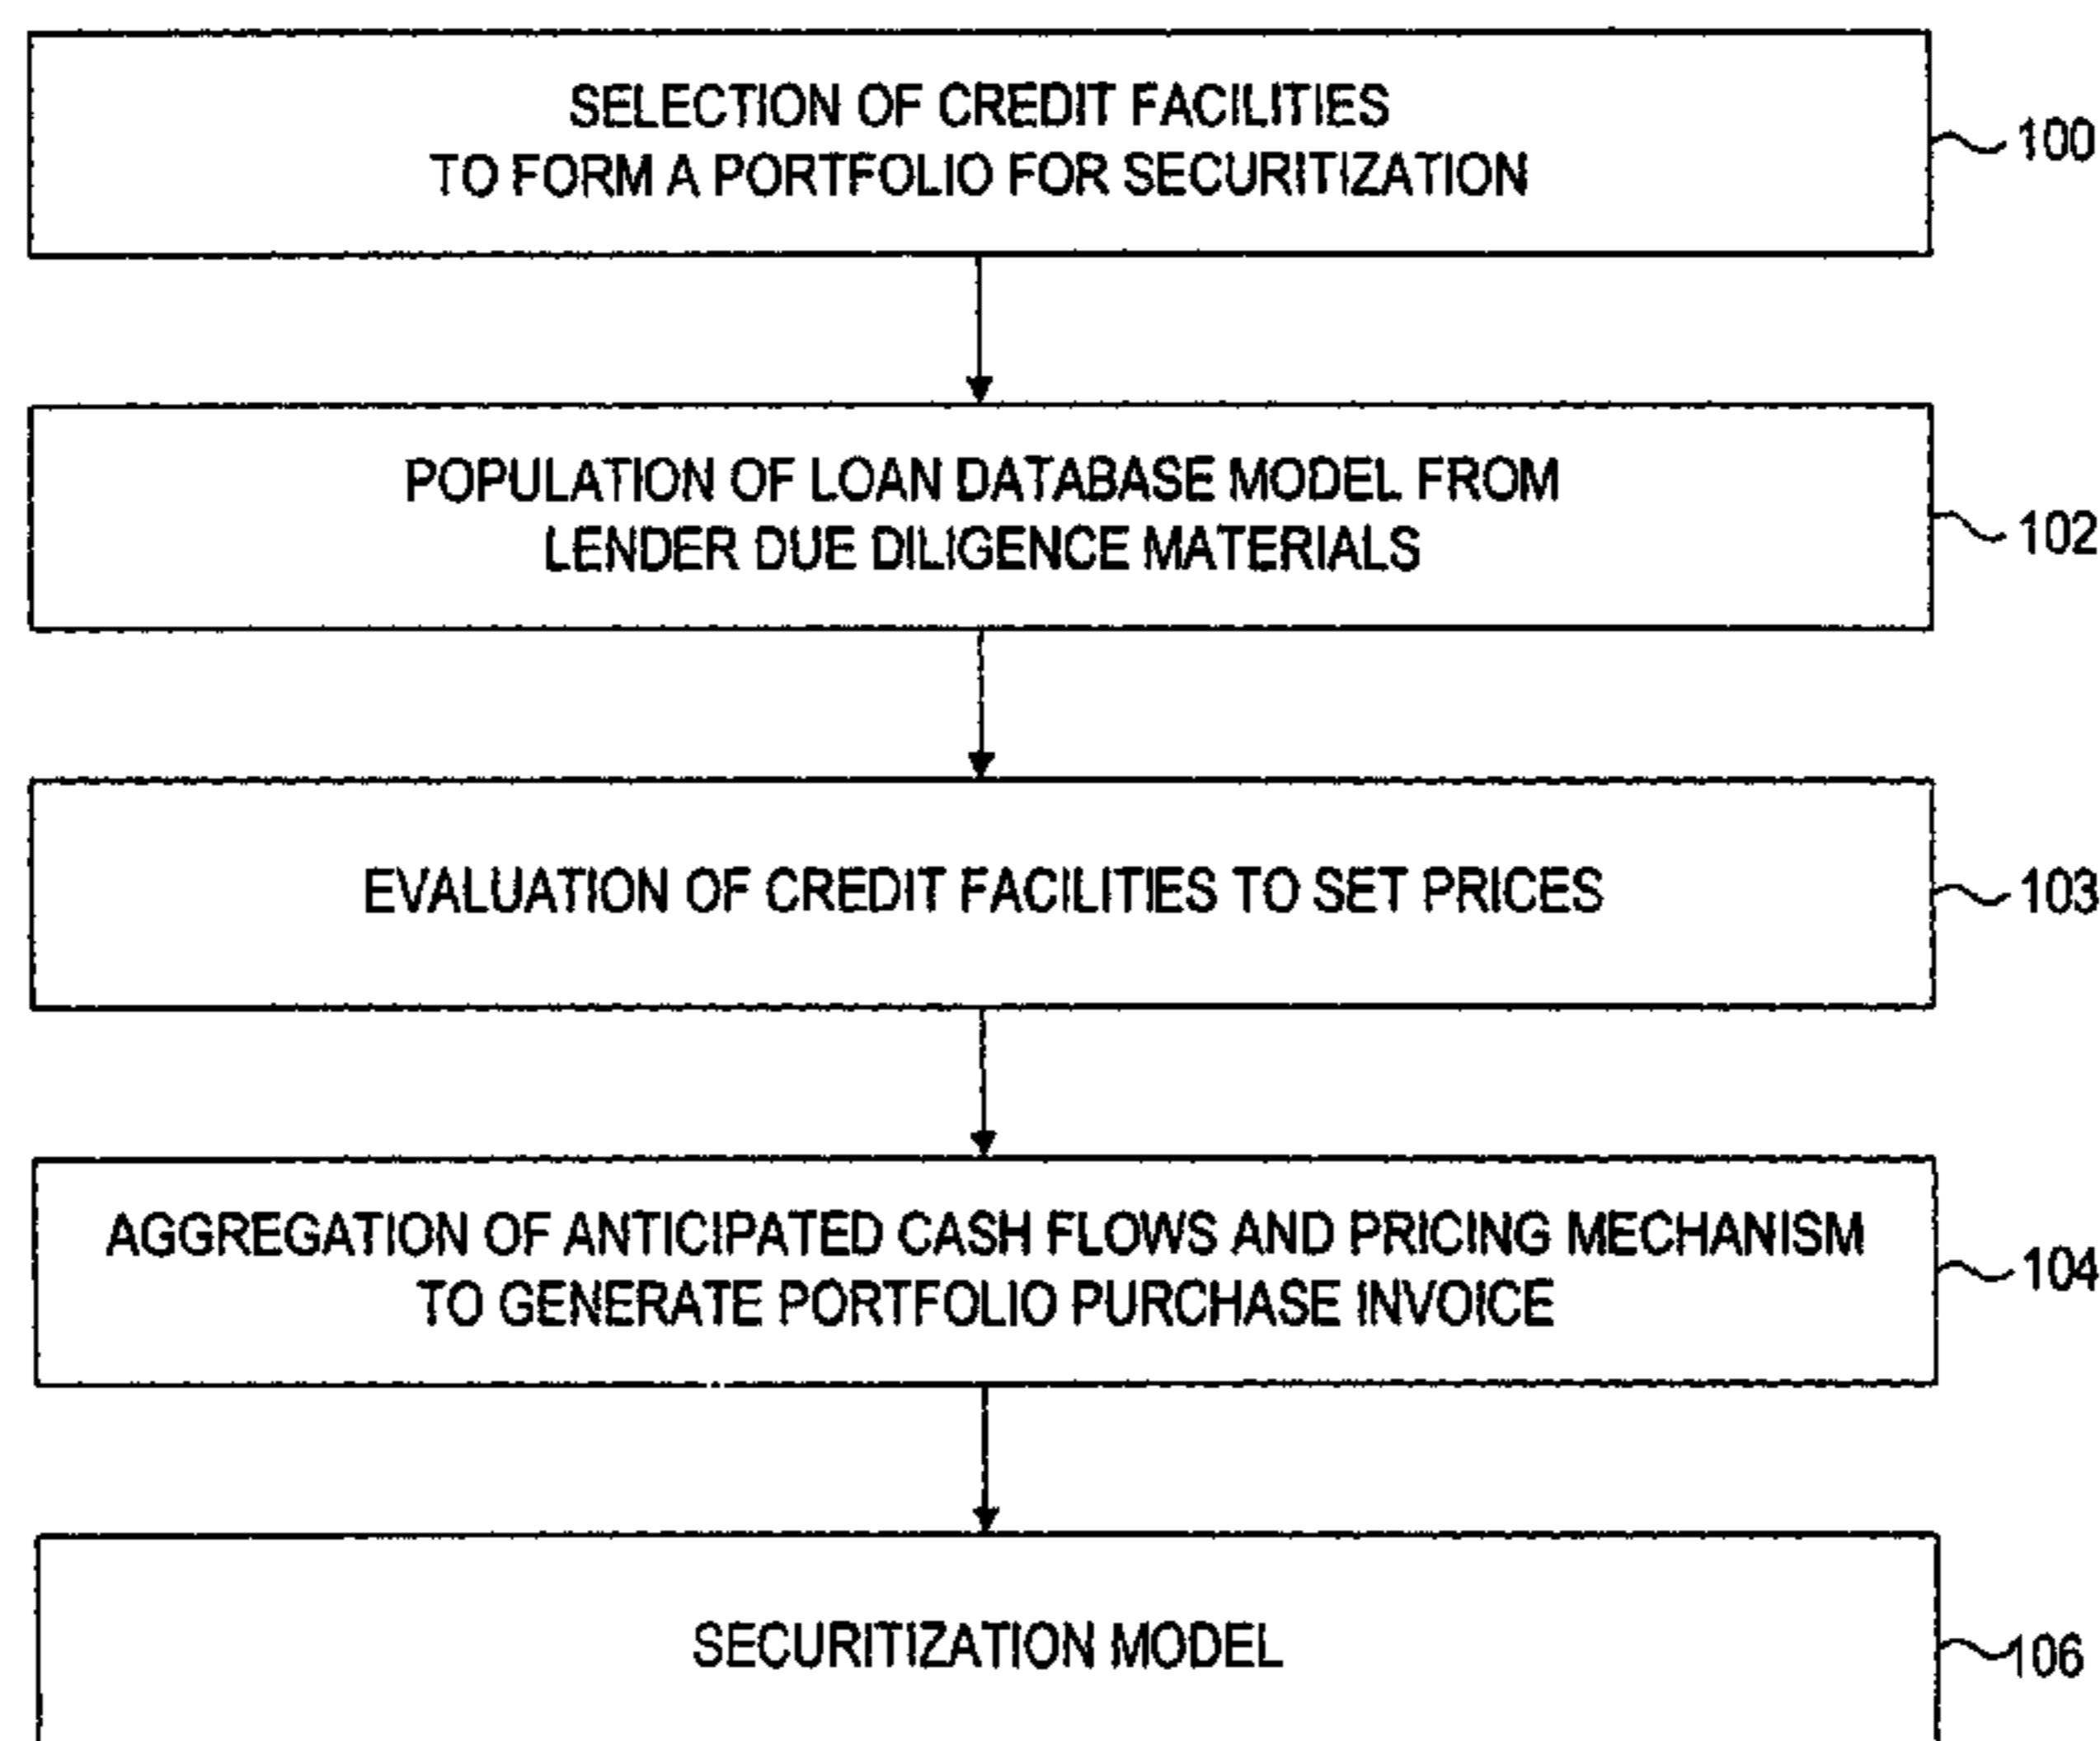 SELECTION OF CREDIT FACILITIES
TO FORM A PORTFOLIO FOR SECURITIZATION
100
POPULATION OF LOAN DATABASE MODEL FROM
LENDER DUE DILIGENCE MATERIALS
102
EVALUATION OF CREDIT FACILITIES TO SET PRICES
103
AGGREGATION OF ANTICIPATED CASH FLOWS AND PRICING MECHANISM
TO GENERATE PORTFOLIO PURCHASE INVOICE
104
SECURITIZATION MODEL
106